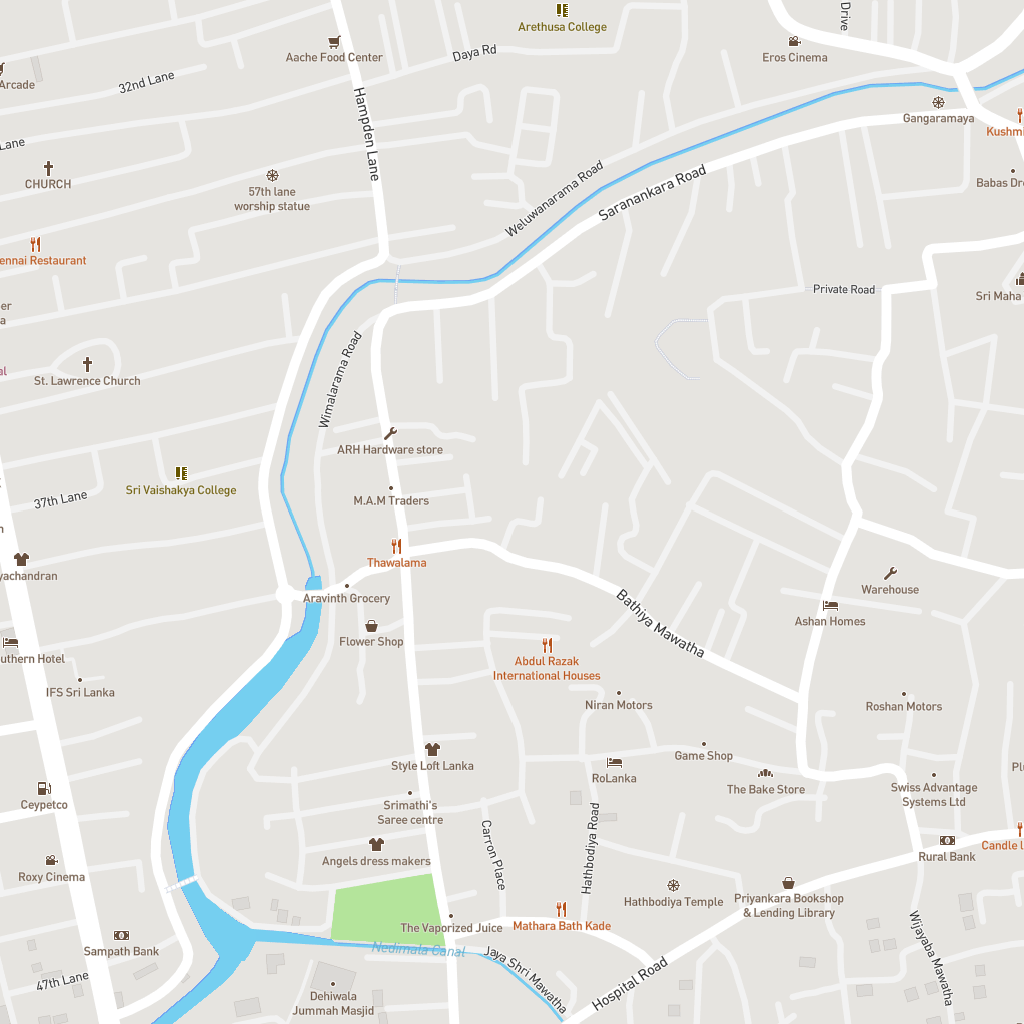 Drive
Arethusa College
Daya Rd
Aache Food Center
Eros Cinema
Arcade
32nd Lane
Hampden Lane
Gangaramaya
Kushmi
Lane
CHURCH
57th lane
worship statue
Weluwanarama Road
Saranankara Road
Babas Dre
ennai Restaurant
Private Road
Sri Maha
er
a
St. Lawrence Church
al
Wimalarama Road
ARH Hardware store
Sri Vaishakya College
37th Lane
M.A.M Traders
n
Thawalama
yachandran
Aravinth Grocery
Warehouse
Bathiya Mawatha
Ashan Homes
Flower Shop
uthern Hotel
Abdul Razak
International Houses
IFS Sri Lanka
Niran Motors
Roshan Motors
Style Loft Lanka
Game Shop
RoLanka
The Bake Store
Swiss Advantage
Systems Ltd
Plu
Ceypetco
Srimathi's
Saree centre
Carron Place
Hathbodiya Road
Angels dress makers
Rural Bank
Candle l
Roxy Cinema
Hathbodiya Temple
Priyankara Bookshop
& Lending Library
The Vaporized Juice
Mathara Bath Kade
Wijayaba Mawatha
Sampath Bank
Nedimala Canal
Jaya Shri Mawatha
Hospital Road
47th Lane
Dehiwala
Jummah Masjid